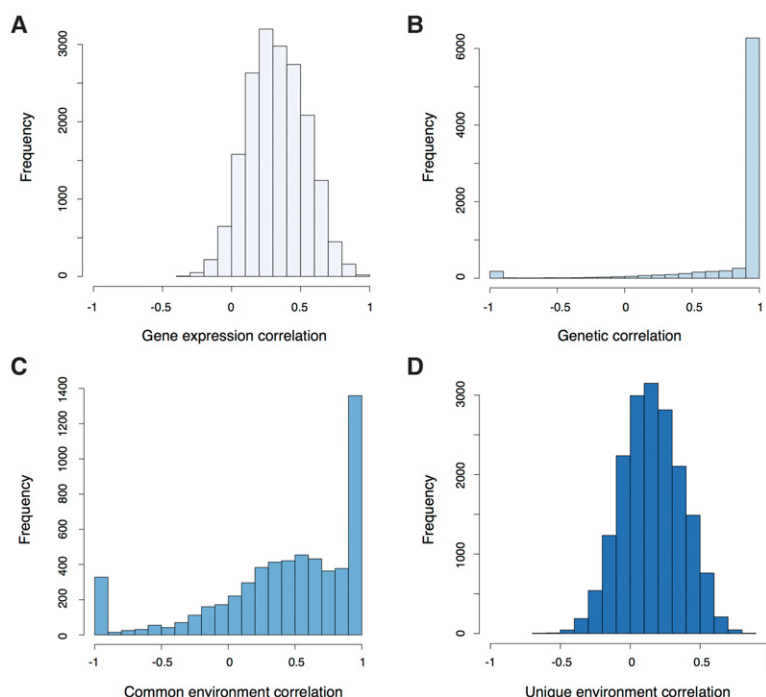 A
Frequency
3000
2000
1000
0
-1 -0.5 0 0.5 1
Gene expression correlation
B
Frequency
6000
4000
2000
0
-1 -0.5 0 0.5 1
Genetic correlation
C
Frequency
1400
1200
1000
800
600
400
200
0
-1 -0.5 0 0.5 1
Common environment correlation
D
Frequency
3000
2000
1000
0
-1 -0.5 0 0.5
Unique environment correlation